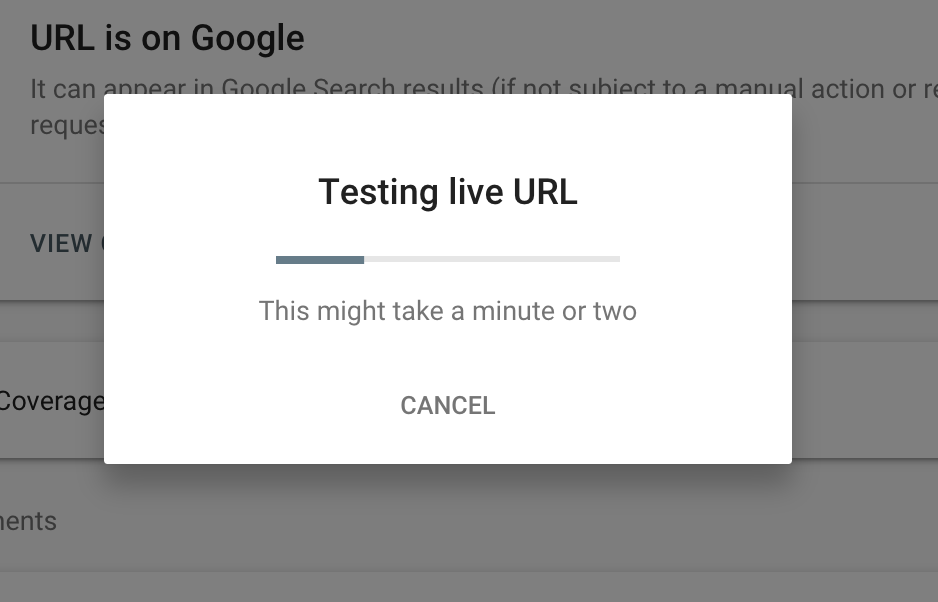 URL is on Google
It can appear in Google Search results (if not subject to a manual action or
reques
Testing live URL
VIEW
This might take a minute or two
Coverage
CANCEL
nents